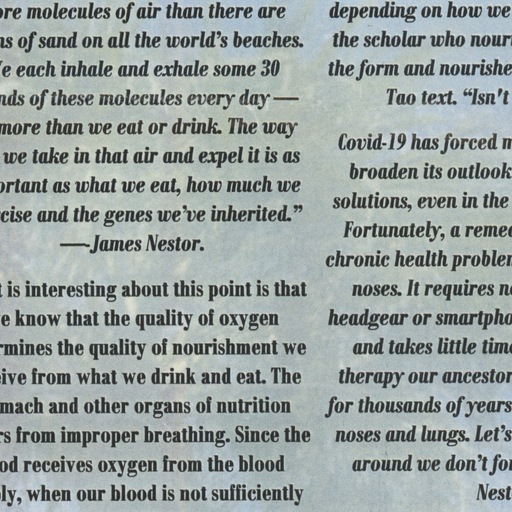 ore molecules of air than there are
ns of sand on all the world's beaches.
e each inhale and exhale some 30
nds of these molecules every day —
more than we eat or drink. The way
we take in that air and expel it is as
ortant as what we eat, how much we
cise and the genes we've inherited."
—James Nestor.
t is interesting about this point is that
e know that the quality of oxygen
rmines the quality of nourishment we
ive from what we drink and eat. The
mach and other organs of nutrition
rs from improper breathing. Since the
od receives oxygen from the blood
ly, when our blood is not sufficiently
depending on how we
the scholar who nouri
the form and nourishe
Tao text. "Isn't
Covid-19 has forced m
broaden its outlook
solutions, even in the
Fortunately, a reme
chronic health problem
noses. It requires n
headgear or smartpho
and takes little time
therapy our ancestor
for thousands of years
noses and lungs. Let's
around we don't for
Nest